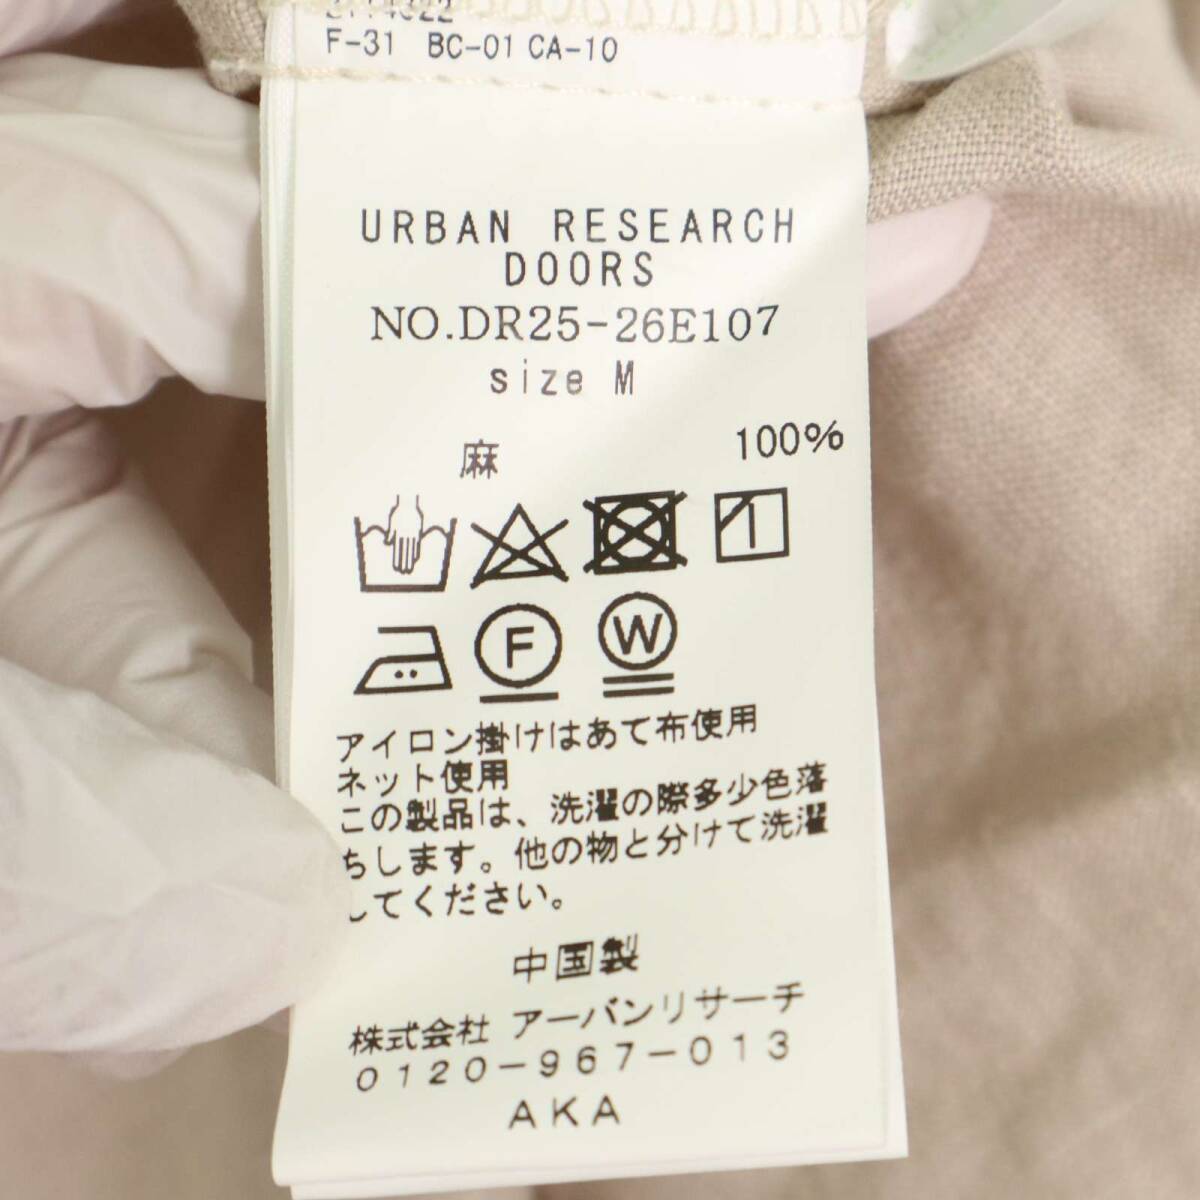 F-31 BC-01 CA-10
URBAN RESEARCH
DOORS
NO.DR25-26E107
size M
麻 100%
F W
アイロン掛けはあて布使用
ネット使用
この製品は、洗濯の際多少色落
ちします。他の物と分けて洗濯
してください。
中国製
株式会社 アーバンリサーチ
0120-967-013
AKA